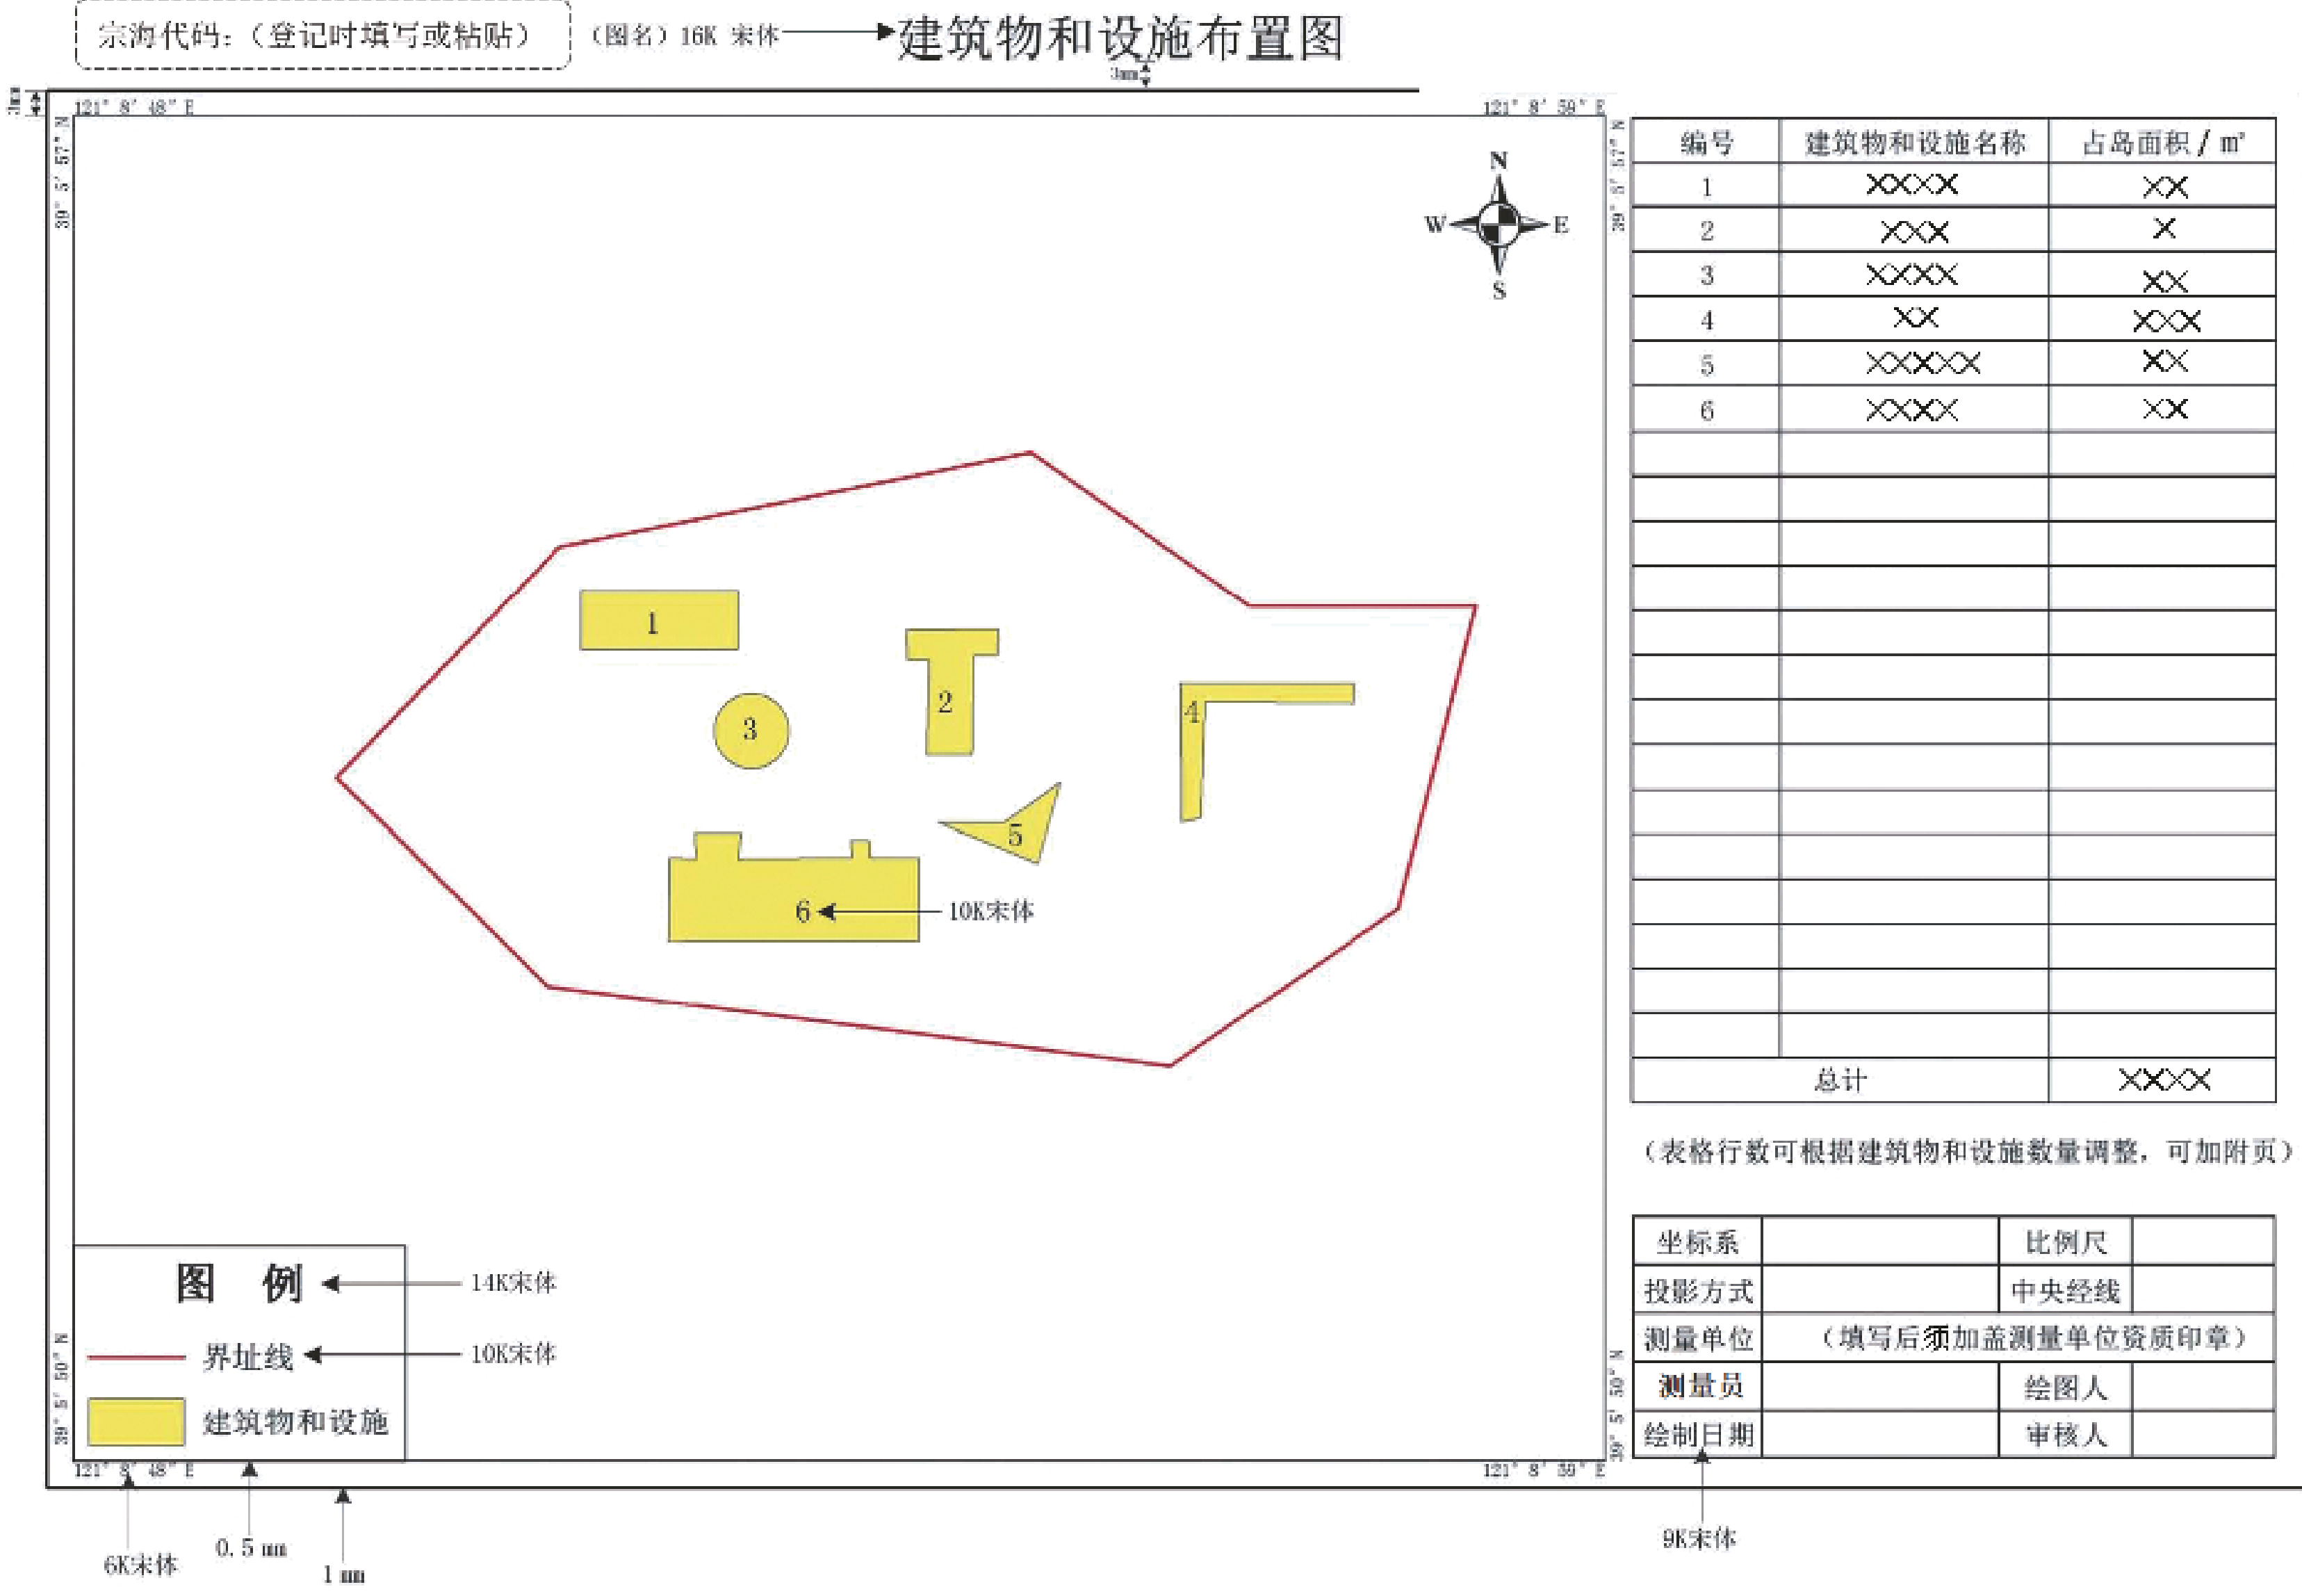 宗海代码：（登记时填写或粘贴）
（图名）16K 宋体
建筑物和设施布置图
3mm
3mm
121° 8′ 48″ E
121° 8′ 59″ E
39° 5′ 57″ N
39° 5′ 57″ N
N
W
E
S
编号 建筑物和设施名称 占岛面积 / m²
1 ×××× ××
2 ××× ×
3 ×××× ××
4 ×× ×××
5 ××××× ××
6 ×××× ××
总计 ××××
（表格行数可根据建筑物和设施数量调整，可加附页）
1
2
3
4
5
6
10K宋体
图 例
14K宋体
界址线
10K宋体
建筑物和设施
39° 5′ 50″ N
39° 5′ 50″ N
121° 8′ 48″ E
121° 8′ 59″ E
坐标系 比例尺
投影方式 中央经线
测量单位 （填写后须加盖测量单位资质印章）
测量员 绘图人
绘制日期 审核人
6K宋体
0.5 mm
1 mm
9K宋体